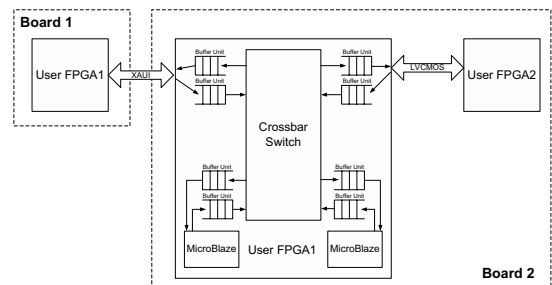 Board 1
User FPGA1
XAUI
Buffer Unit
Buffer Unit
Buffer Unit
Buffer Unit
LVCMOS
User FPGA2
Crossbar
Switch
Buffer Unit
Buffer Unit
Buffer Unit
Buffer Unit
MicroBlaze
User FPGA1
MicroBlaze
Board 2